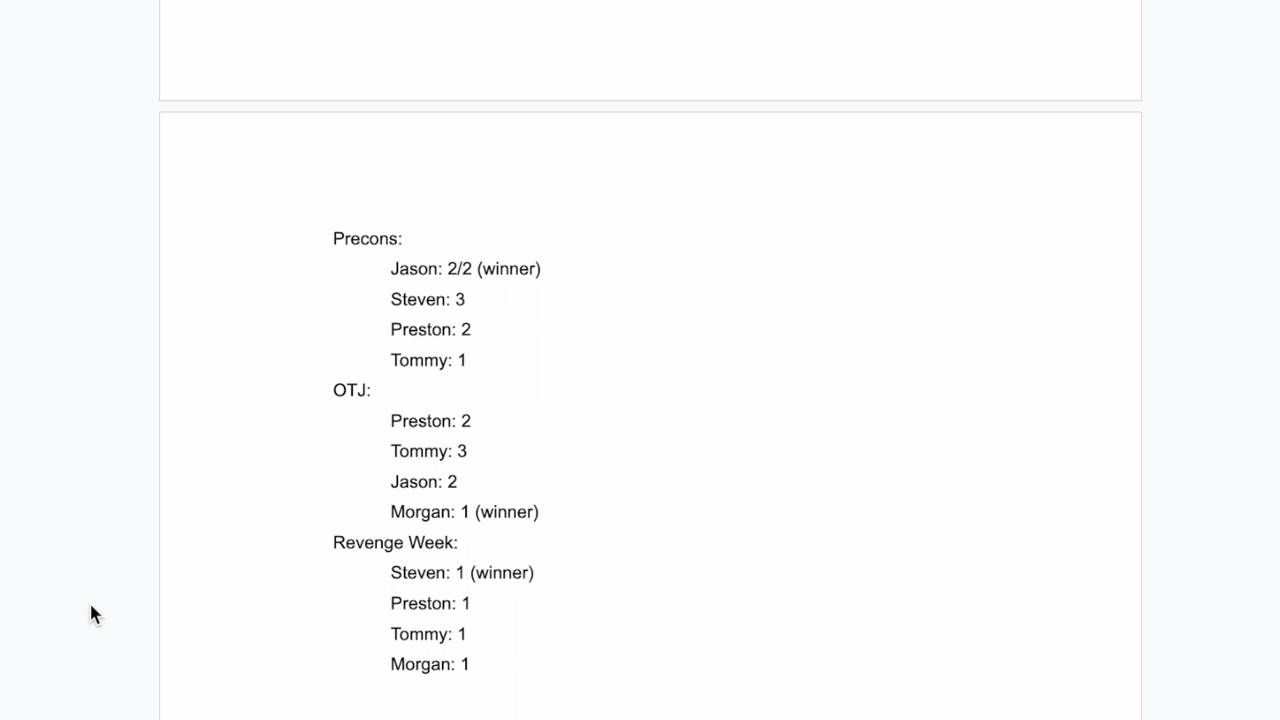 Precons:
Jason: 2/2 (winner)
Steven: 3
Preston: 2
Tommy: 1
OTJ:
Preston: 2
Tommy: 3
Jason: 2
Morgan: 1 (winner)
Revenge Week:
Steven: 1 (winner)
Preston: 1
Tommy: 1
Morgan: 1